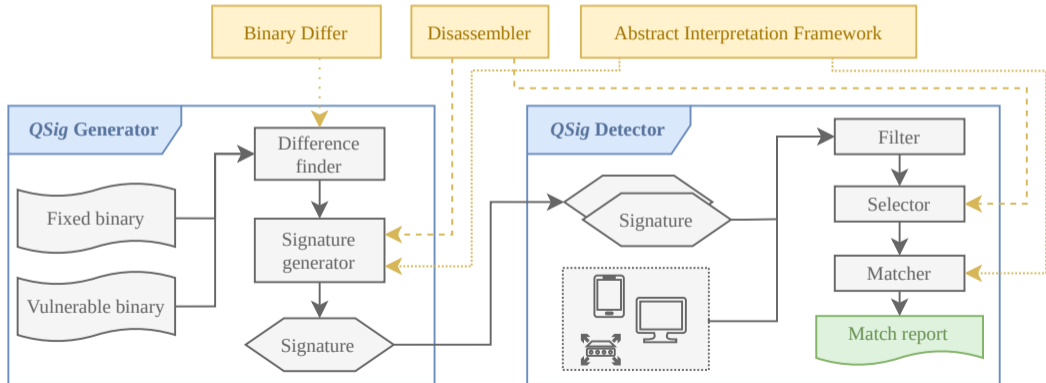 Binary Differ
Disassembler
Abstract Interpretation Framework
QSig Generator
Difference
finder
Fixed binary
Signature
generator
Vulnerable binary
Signature
QSig Detector
Filter
Selector
Signature
Matcher
Match report